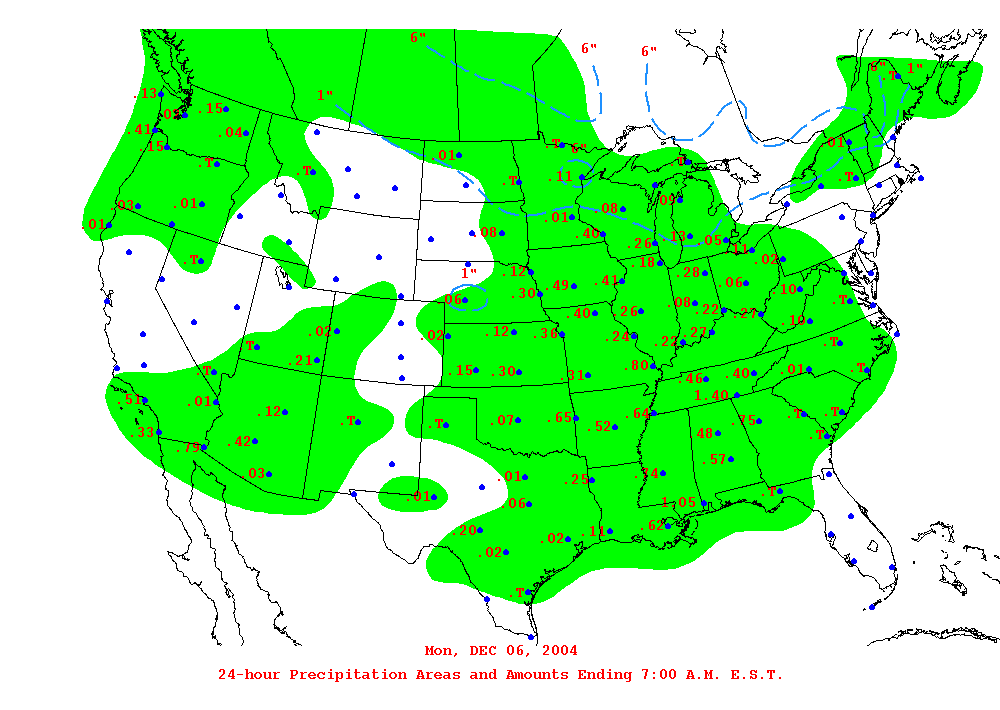 6"
6" 6"
6" .T 1"
.13 1"
.15
.41 .04
.15 .01
.T .T .01 .T 6" .T
.T .11 .T
.03 .01 .01 .08 .09
.01 .08 .40 .26 .13 .05 .11
.T .18 .02
1" .12 .28
.06 .30 .49 .41 .06 .10 .T
.02 .40 .26 .08 .22 .27 .10
.02 .12 .36 .24 .22 .27 .T
T .21
.T .15 .30 .31 .80 .46 .40 .01 .T
.51 .01 1.40
.12 .T .T .07 .65 .52 .64 .75 .T .T
.33 .42 48 .T
.79 .57
.03 .01 .25 .74
.01 .06 1.05 .T
.20 .02 .11 .62
.02
.T
Mon, DEC 06, 2004
24-hour Precipitation Areas and Amounts Ending 7:00 A.M. E.S.T.